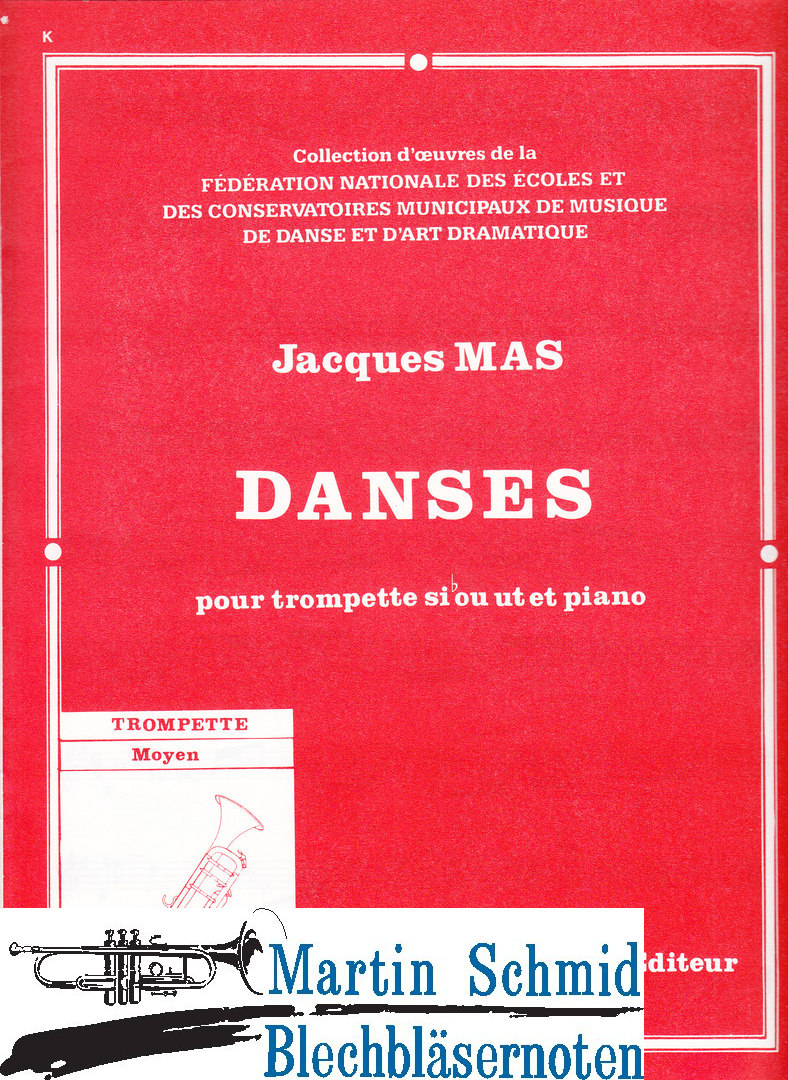 K
Collection d'œuvres de la
FÉDÉRATION NATIONALE DES ÉCOLES ET
DES CONSERVATOIRES MUNICIPAUX DE MUSIQUE
DE DANSE ET D'ART DRAMATIQUE
Jacques MAS
DANSES
pour trompette si♭ ou ut et piano
TROMPETTE
Moyen
Editeur
Martin Schmid
Blechbläsernoten